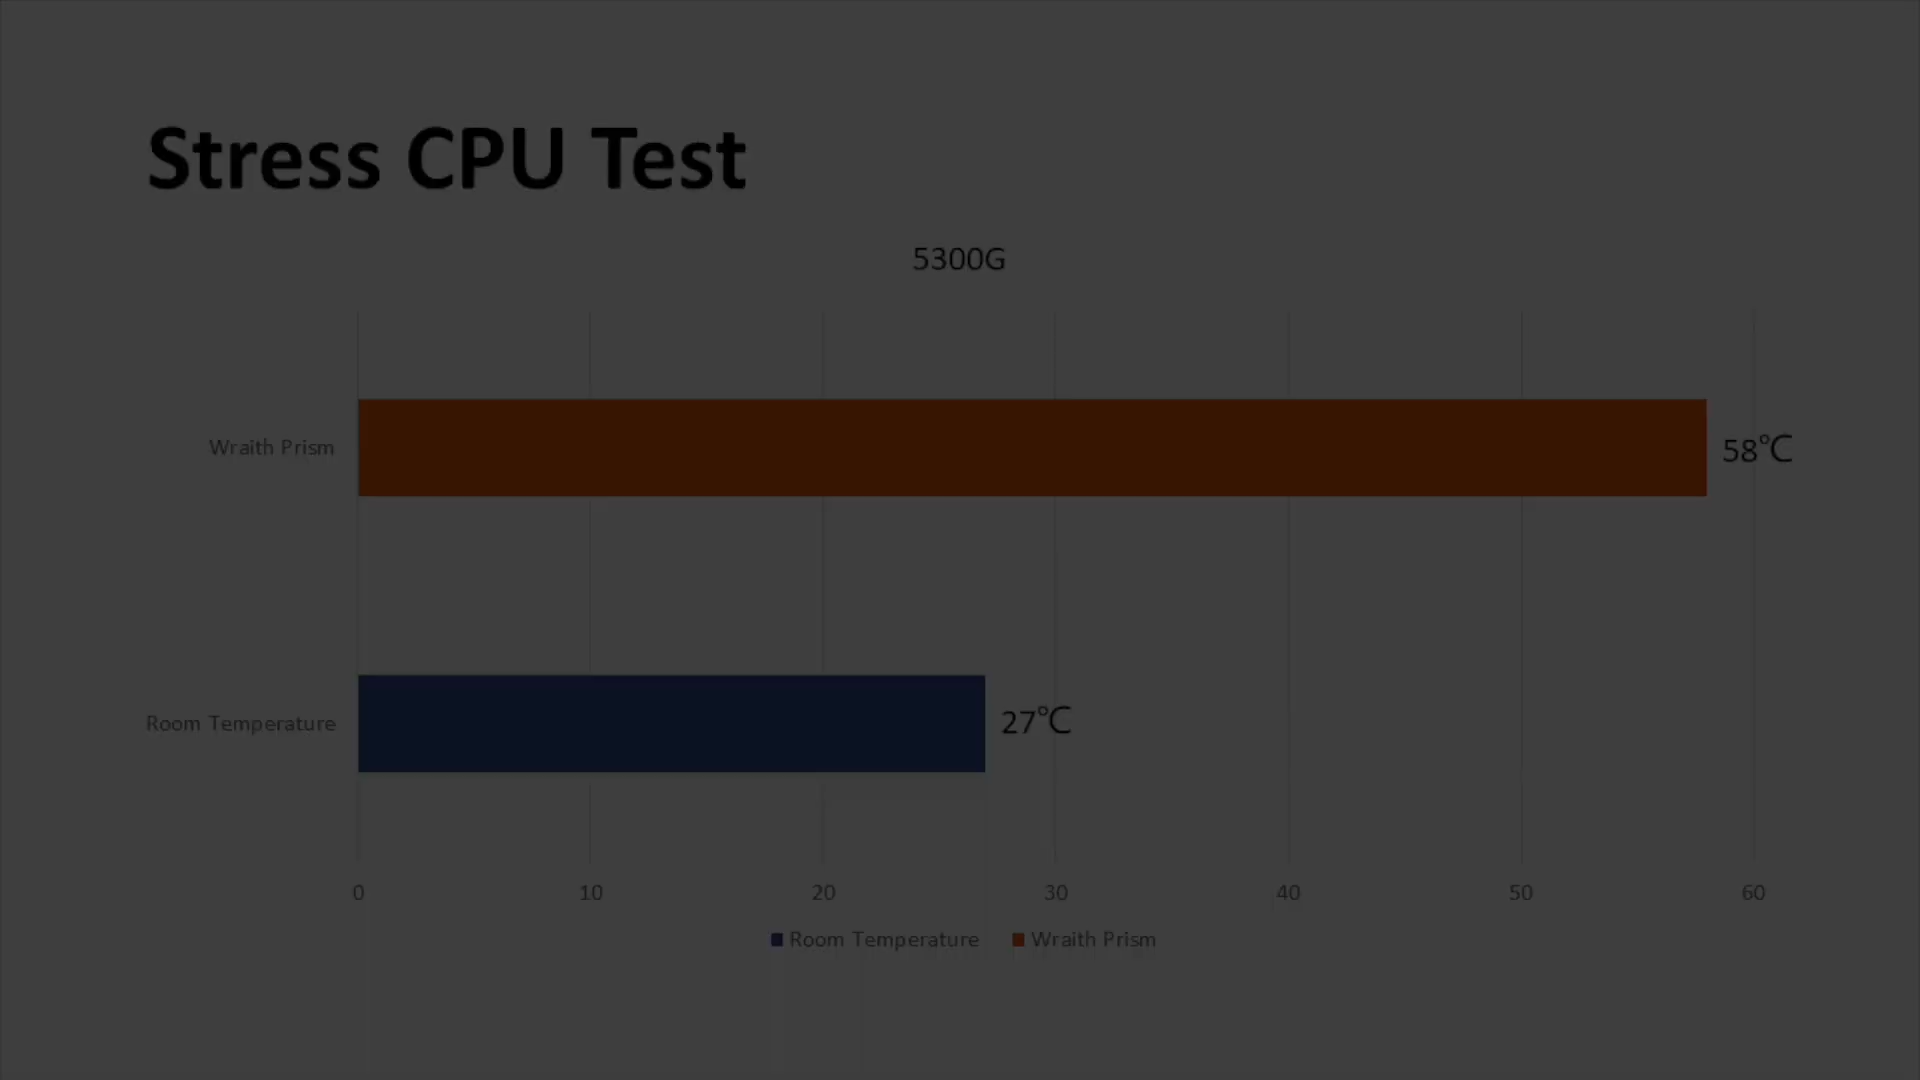 Stress CPU Test
5300G
Wraith Prism
58℃
Room Temperature
27℃
0 10 20 30 40 50 60
Room Temperature Wraith Prism